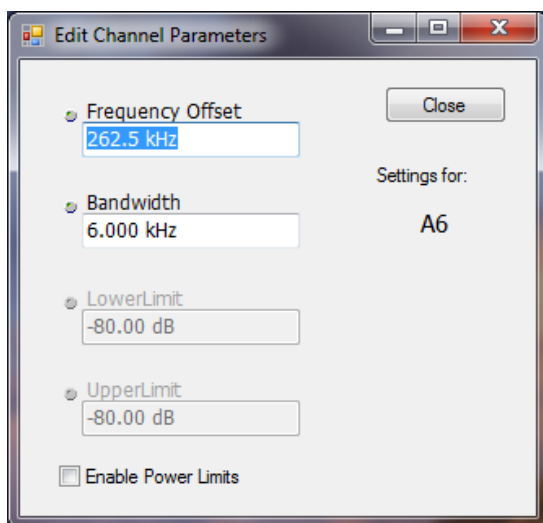 Edit Channel Parameters
Frequency Offset
262.5 kHz
Close
Settings for:
Bandwidth
6.000 kHz
A6
LowerLimit
-80.00 dB
UpperLimit
-80.00 dB
Enable Power Limits